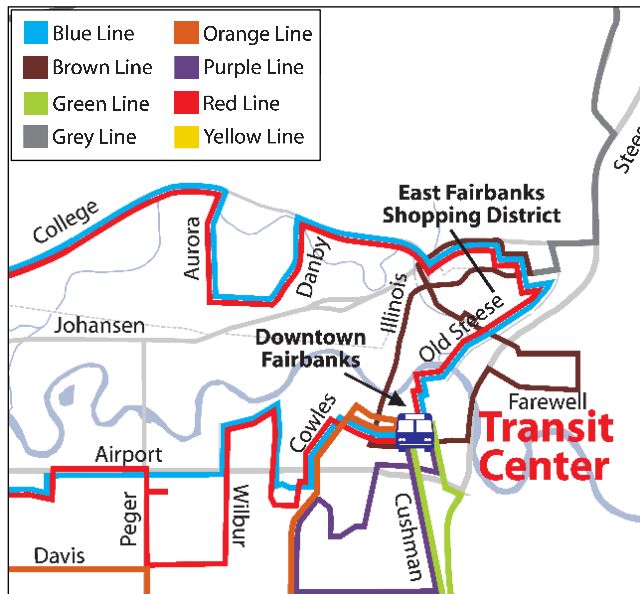 Blue Line
Orange Line
Brown Line
Purple Line
Green Line
Red Line
Grey Line
Yellow Line
Stees
East Fairbanks
Shopping District
College
Aurora
Danby
Illinois
Johansen
Old Steese
Downtown
Fairbanks
Farewell
Cowles
Transit
Center
Airport
Peger
Wilbur
Cushman
Davis